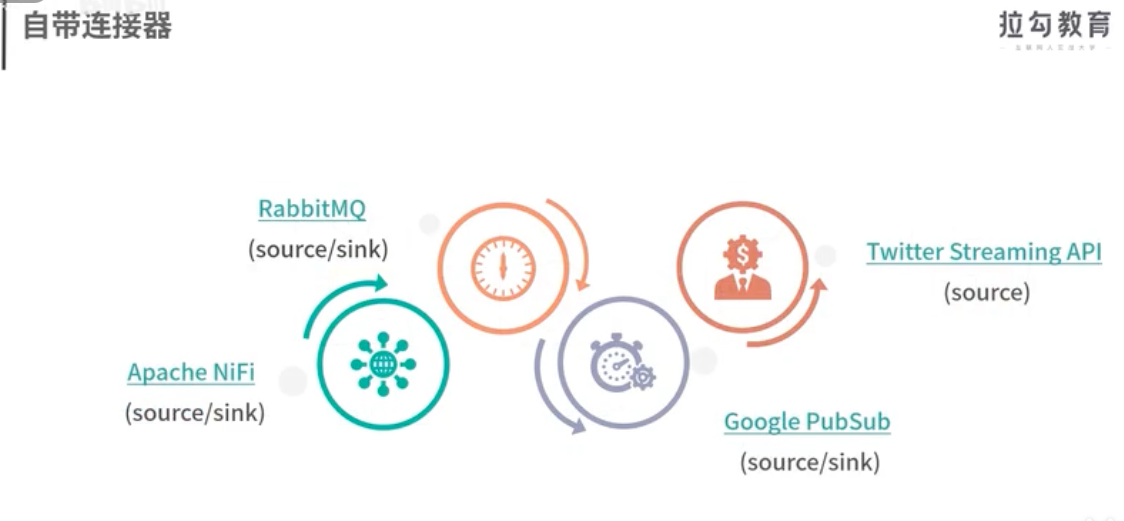 自带连接器
拉勾教育
RabbitMQ
(source/sink)
Twitter Streaming API
(source)
Apache NiFi
(source/sink)
Google PubSub
(source/sink)